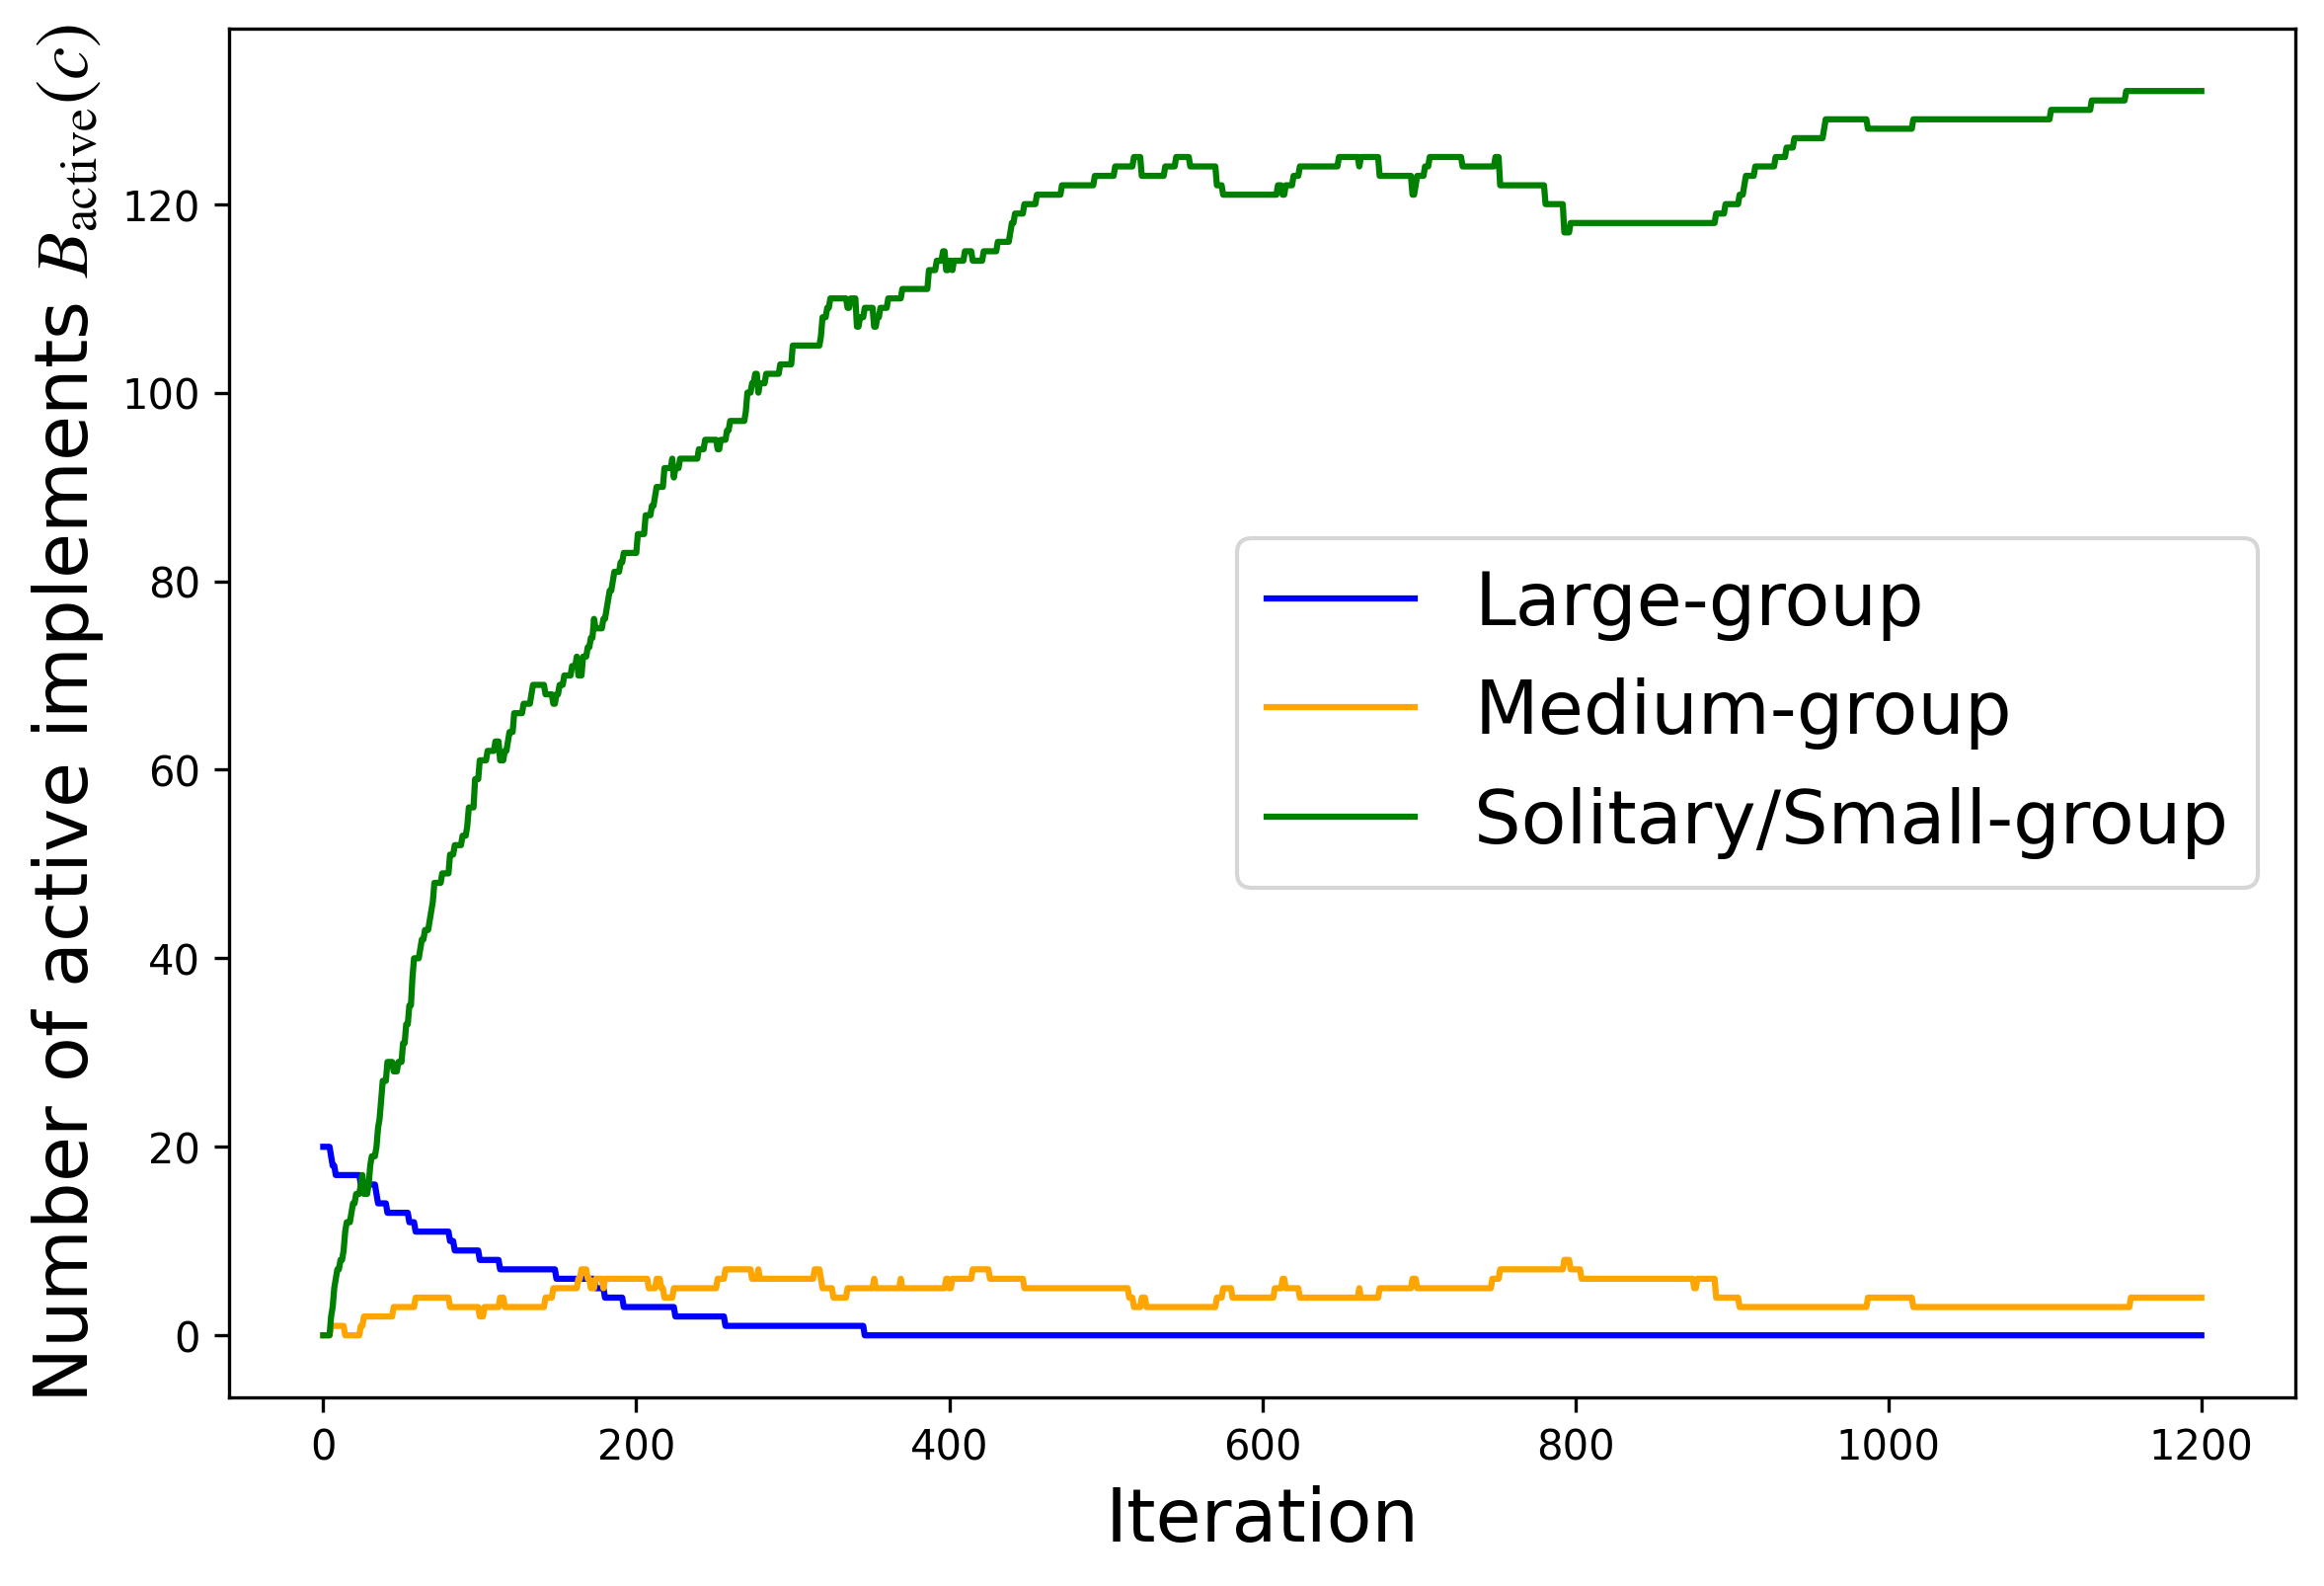 Number of active implements B_active(c)
120
100
80
60
40
20
0
Large-group
Medium-group
Solitary/Small-group
0 200 400 600 800 1000 1200
Iteration